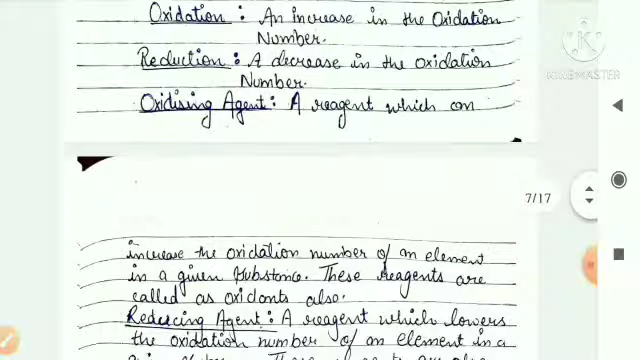 Oxidation : An increase in the Oxidation
Number.
Reduction : A decrease in the oxidation
Number.
Oxidising Agent : A reagent which can
KINEMASTER
7/17
increase the oxidation number of an element
in a given substance. These reagents are
called as oxidants also.
Reducing Agent : A reagent which lowers
the oxidation number of an element in a